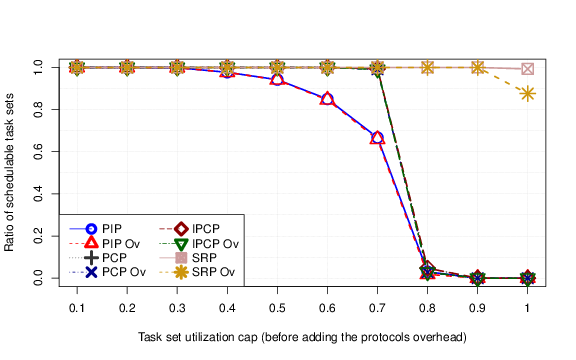 Ratio of schedulable task sets
1.0
0.8
0.6
0.4
0.2
0.0
PIP
PIP Ov
PCP
PCP Ov
IPCP
IPCP Ov
SRP
SRP Ov
0.1 0.2 0.3 0.4 0.5 0.6 0.7 0.8 0.9 1
Task set utilization cap (before adding the protocols overhead)